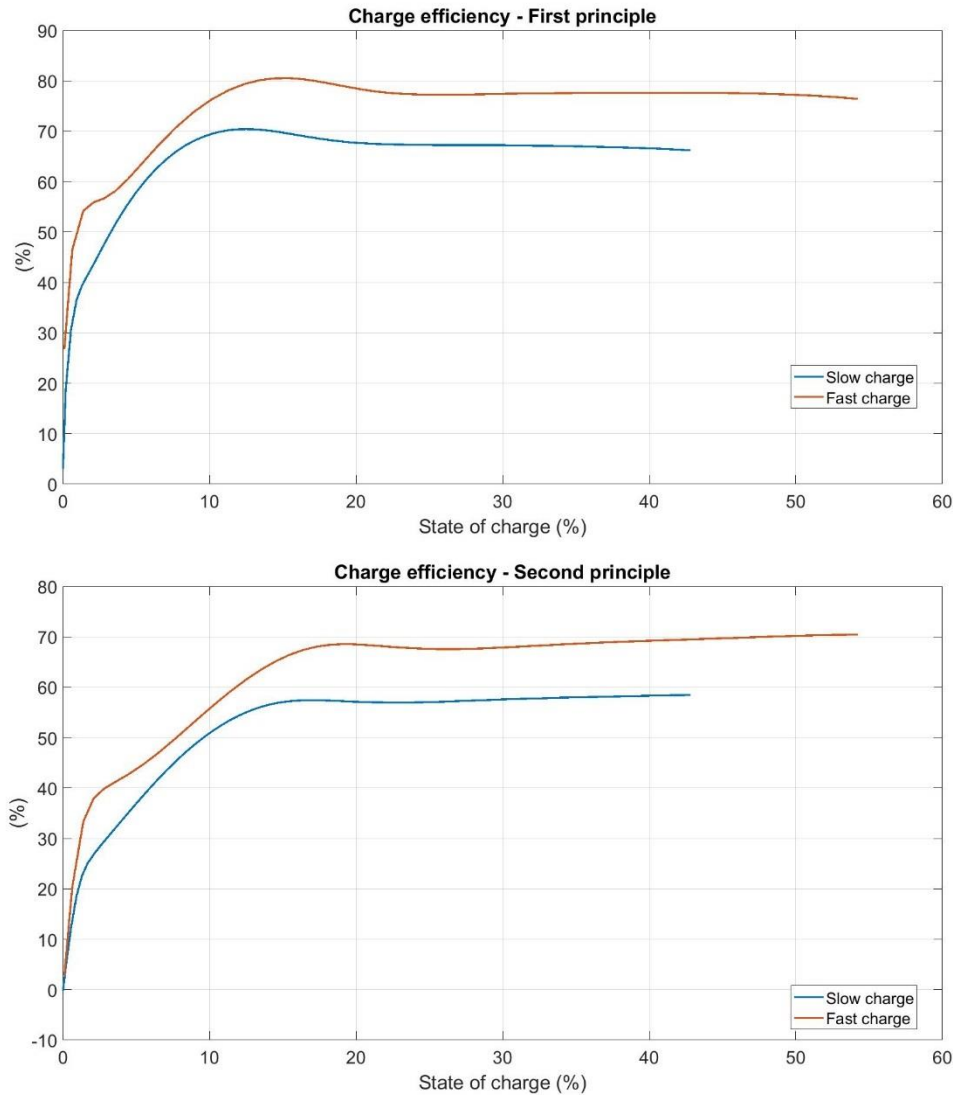 Charge efficiency - First principle
90
80
70
60
50
40
30
20
10
0
(%)
Slow charge
Fast charge
0 10 20 30 40 50 60
State of charge (%)
Charge efficiency - Second principle
80
70
60
50
40
30
20
10
0
-10
(%)
Slow charge
Fast charge
0 10 20 30 40 50 60
State of charge (%)